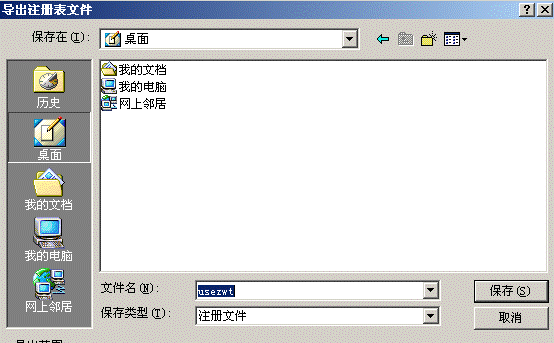 导出注册表文件
保存在(I):
桌面
历史
桌面
我的文档
我的电脑
网上邻居
我的文档
我的电脑
网上邻居
文件名(N):
usezwt
保存(S)
保存类型(T):
注册文件
取消